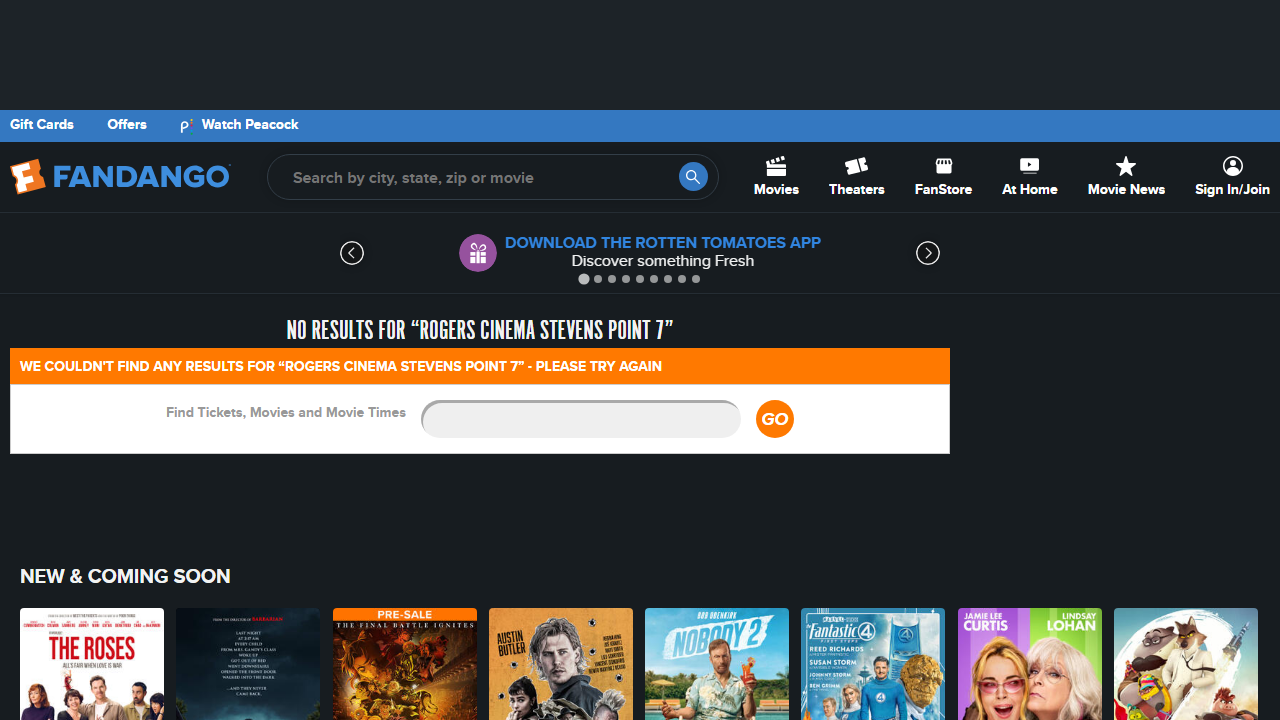 Gift Cards
Offers
Watch Peacock
FANDANGO
Search by city, state, zip or movie
Movies
Theaters
FanStore
At Home
Movie News
Sign In/Join
DOWNLOAD THE ROTTEN TOMATOES APP
Discover something Fresh
NO RESULTS FOR “ROGERS CINEMA STEVENS POINT 7”
WE COULDN'T FIND ANY RESULTS FOR “ROGERS CINEMA STEVENS POINT 7” - PLEASE TRY AGAIN
Find Tickets, Movies and Movie Times
GO
NEW & COMING SOON
THE ROSES
ALL'S FAIR WHEN LOVE IS WAR
FROM THE DIRECTOR OF BARBARIAN
LAST NIGHT
AT 2:17 AM
EVERY CHILD
FROM MRS. GANDY'S CLASS
WOKE UP
GOT OUT OF BED
WENT DOWNSTAIRS
OPENED THE FRONT DOOR
WALKED INTO THE DARK
...AND THEY NEVER
CAME BACK.
PRE-SALE
THE FINAL BATTLE IGNITES
AUSTIN
BUTLER
BOB ODENKIRK
NOBODY 2
MARVEL STUDIOS
Fantastic 4
FIRST STEPS
REED RICHARDS
SUSAN STORM
JOHNNY STORM
BEN GRIMM
JAMIE LEE
CURTIS
LINDSAY
LOHAN